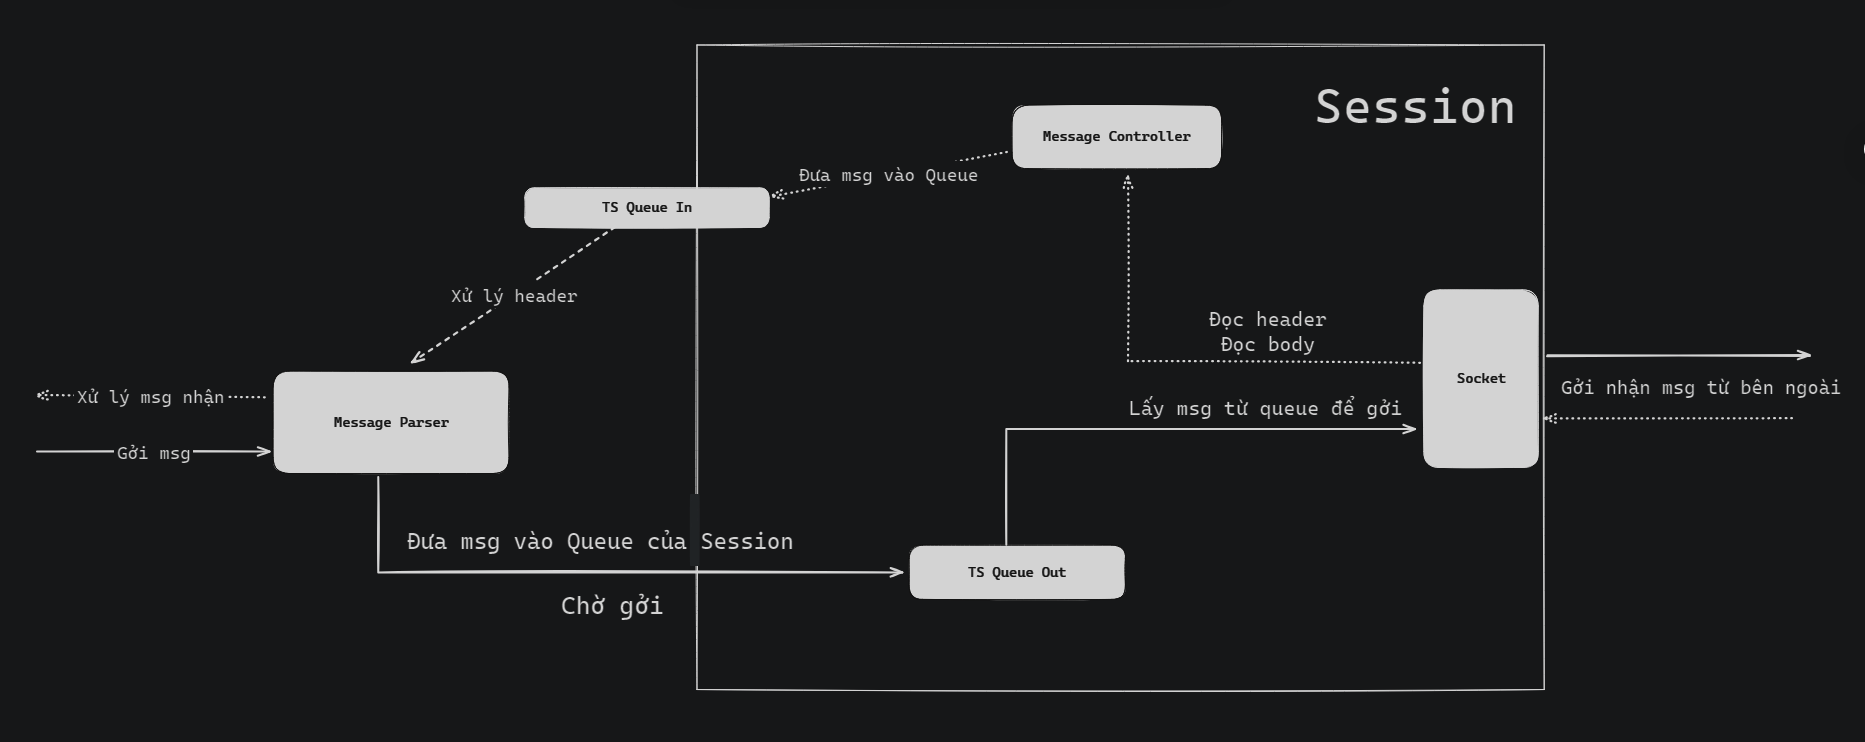 Session
Message Controller
Đưa msg vào Queue
TS Queue In
Xử lý header
Đọc header
Đọc body
Socket
Gởi nhận msg từ bên ngoài
Xử lý msg nhận
Message Parser
Lấy msg từ queue để gởi
Gởi msg
Đưa msg vào Queue của Session
TS Queue Out
Chờ gởi